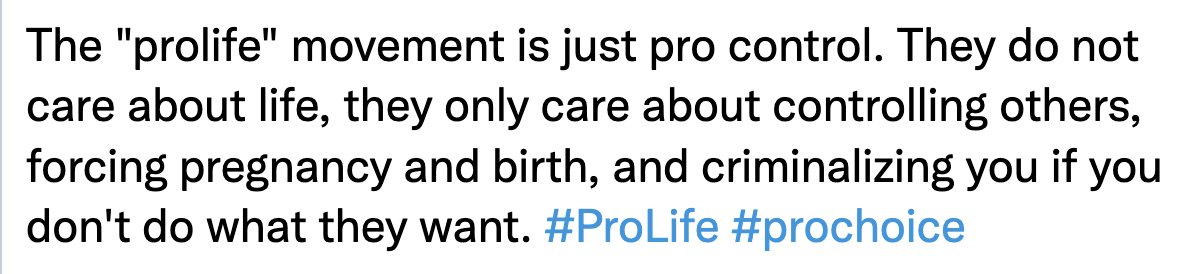 The "prolife" movement is just pro control. They do not
care about life, they only care about controlling others,
forcing pregnancy and birth, and criminalizing you if you
don't do what they want. #ProLife #prochoice